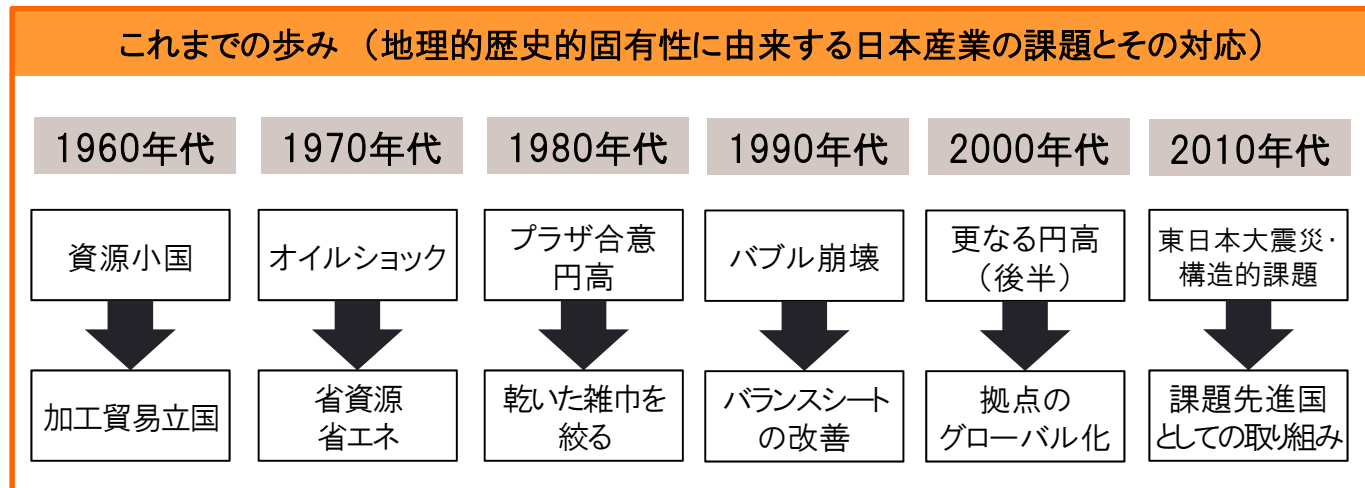 これまでの歩み （地理的歴史的固有性に由来する日本産業の課題とその対応）
1960年代
1970年代
1980年代
1990年代
2000年代
2010年代
資源小国
オイルショック
プラザ合意
円高
バブル崩壊
更なる円高
（後半）
東日本大震災・
構造的課題
加工貿易立国
省資源
省エネ
乾いた雑巾を
絞る
バランスシート
の改善
拠点の
グローバル化
課題先進国
としての取り組み